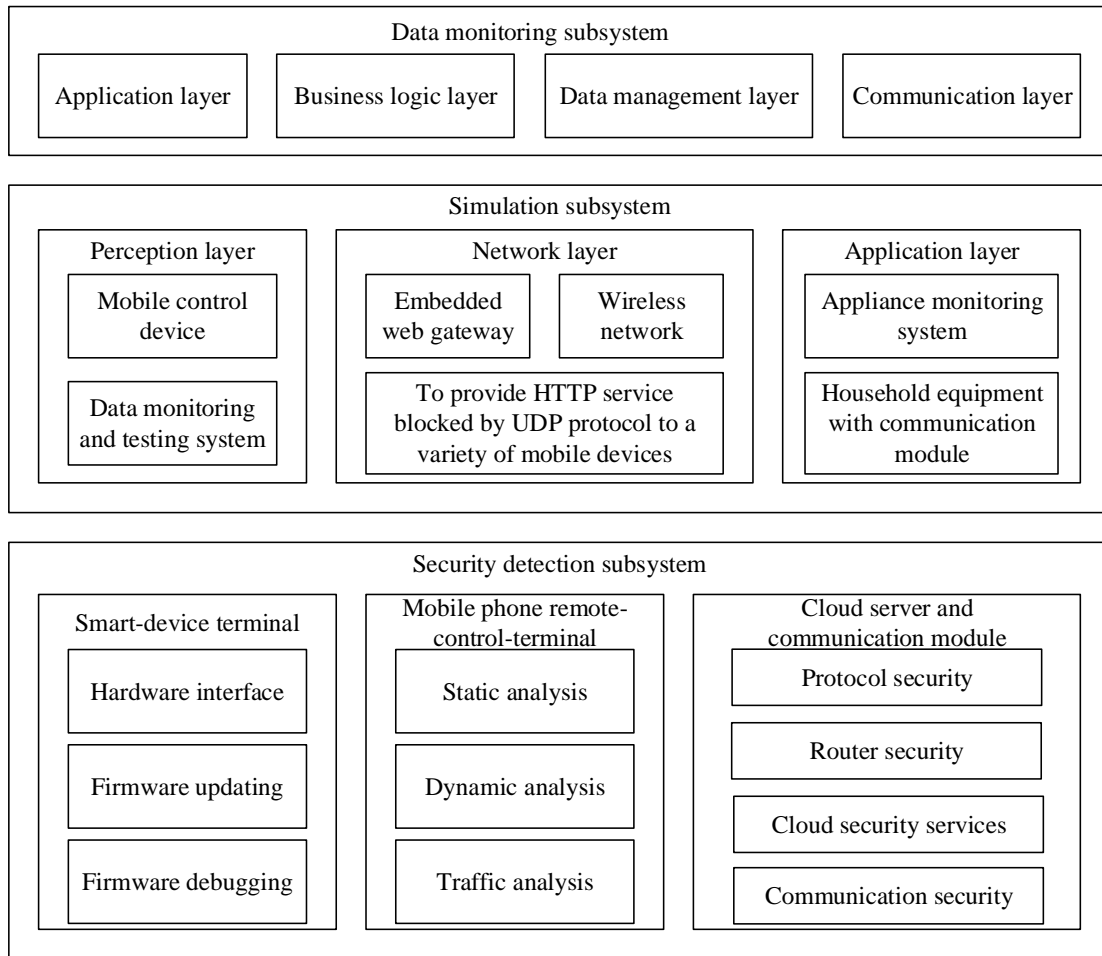 Data monitoring subsystem
Application layer
Business logic layer
Data management layer
Communication layer
Simulation subsystem
Perception layer
Mobile control
device
Data monitoring
and testing system
Network layer
Embedded
web gateway
Wireless
network
To provide HTTP service
blocked by UDP protocol to a
variety of mobile devices
Application layer
Appliance monitoring
system
Household equipment
with communication
module
Security detection subsystem
Smart-device terminal
Hardware interface
Firmware updating
Firmware debugging
Mobile phone remote-
control-terminal
Static analysis
Dynamic analysis
Traffic analysis
Cloud server and
communication module
Protocol security
Router security
Cloud security services
Communication security